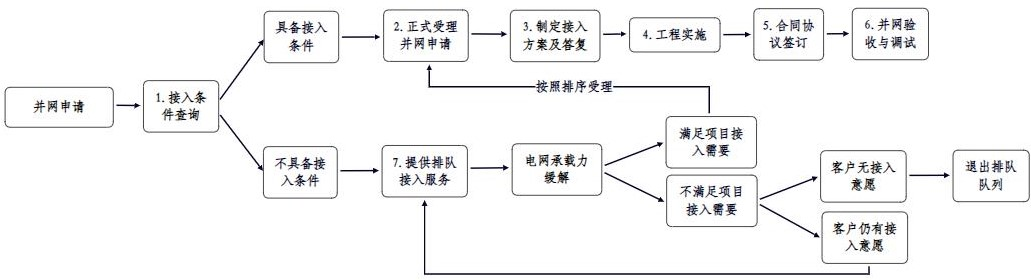 并网申请
1. 接入条
件查询
具备接入
条件
2. 正式受理
并网申请
3. 制定接入
方案及答复
4. 工程实施
5. 合同协
议签订
6. 并网验
收与调试
按照排序受理
不具备接
入条件
7. 提供排队
接入服务
电网承载力
缓解
满足项目接
入需要
不满足项目
接入需要
客户无接入
意愿
退出排队
队列
客户仍有接
入意愿